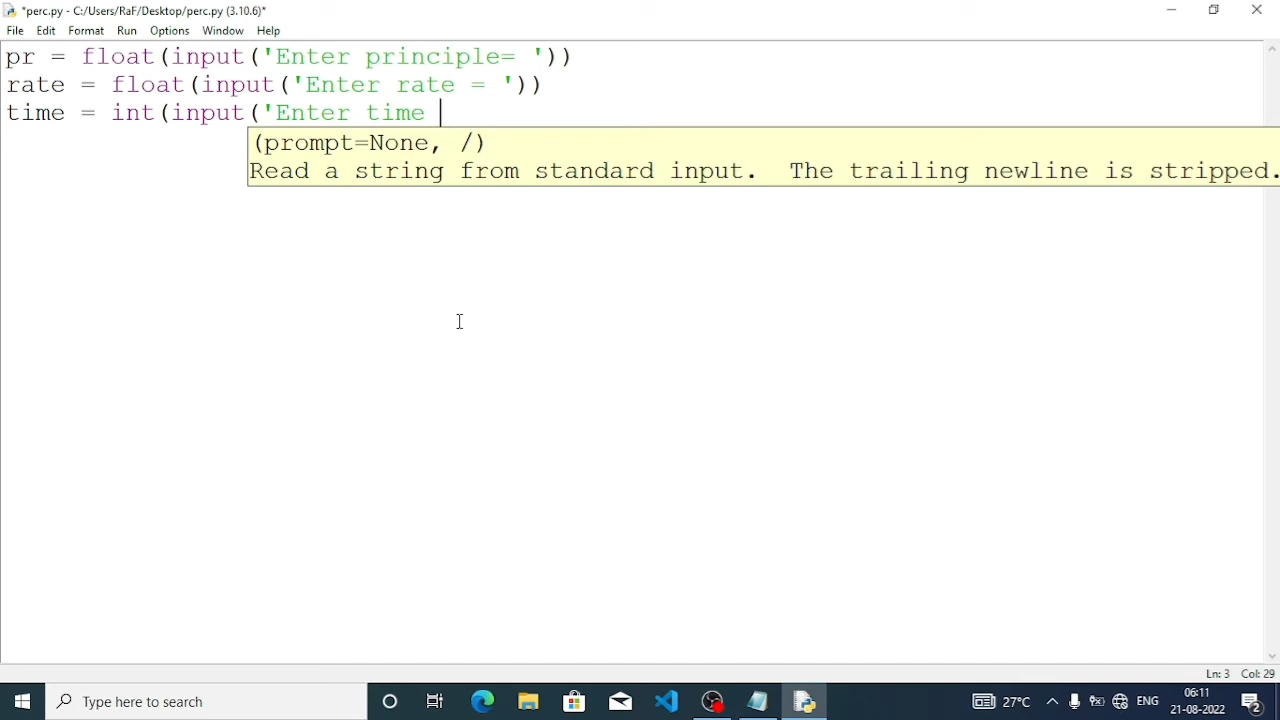 *perc.py - C:/Users/RaF/Desktop/perc.py (3.10.6)*
File Edit Format Run Options Window Help
pr = float(input('Enter principle= '))
rate = float(input('Enter rate = '))
time = int(input('Enter time
(prompt=None, /)
Read a string from standard input.  The trailing newline is stripped.
Ln: 3 Col: 29
Type here to search
27°C
ENG
06:11
21-08-2022
2